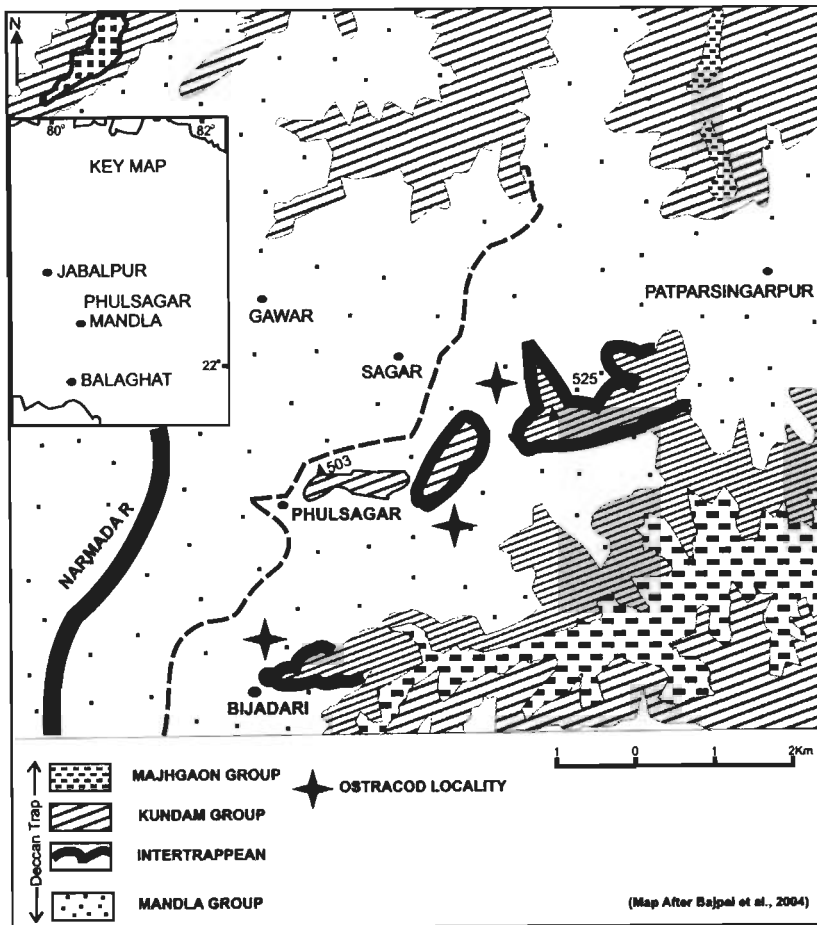 N
80°
82°
KEY MAP
JABALPUR
PHULSAGAR
MANDLA
22°
BALAGHAT
GAWAR
PATPARSINGARPUR
SAGAR
525
503
PHULSAGAR
NARMADA R
BIJADARI
1 0 1 2Km
Deccan Trap
MAJHGAON GROUP
OSTRACOD LOCALITY
KUNDAM GROUP
INTERTRAPPEAN
MANDLA GROUP
(Map After Bajpai et al., 2004)